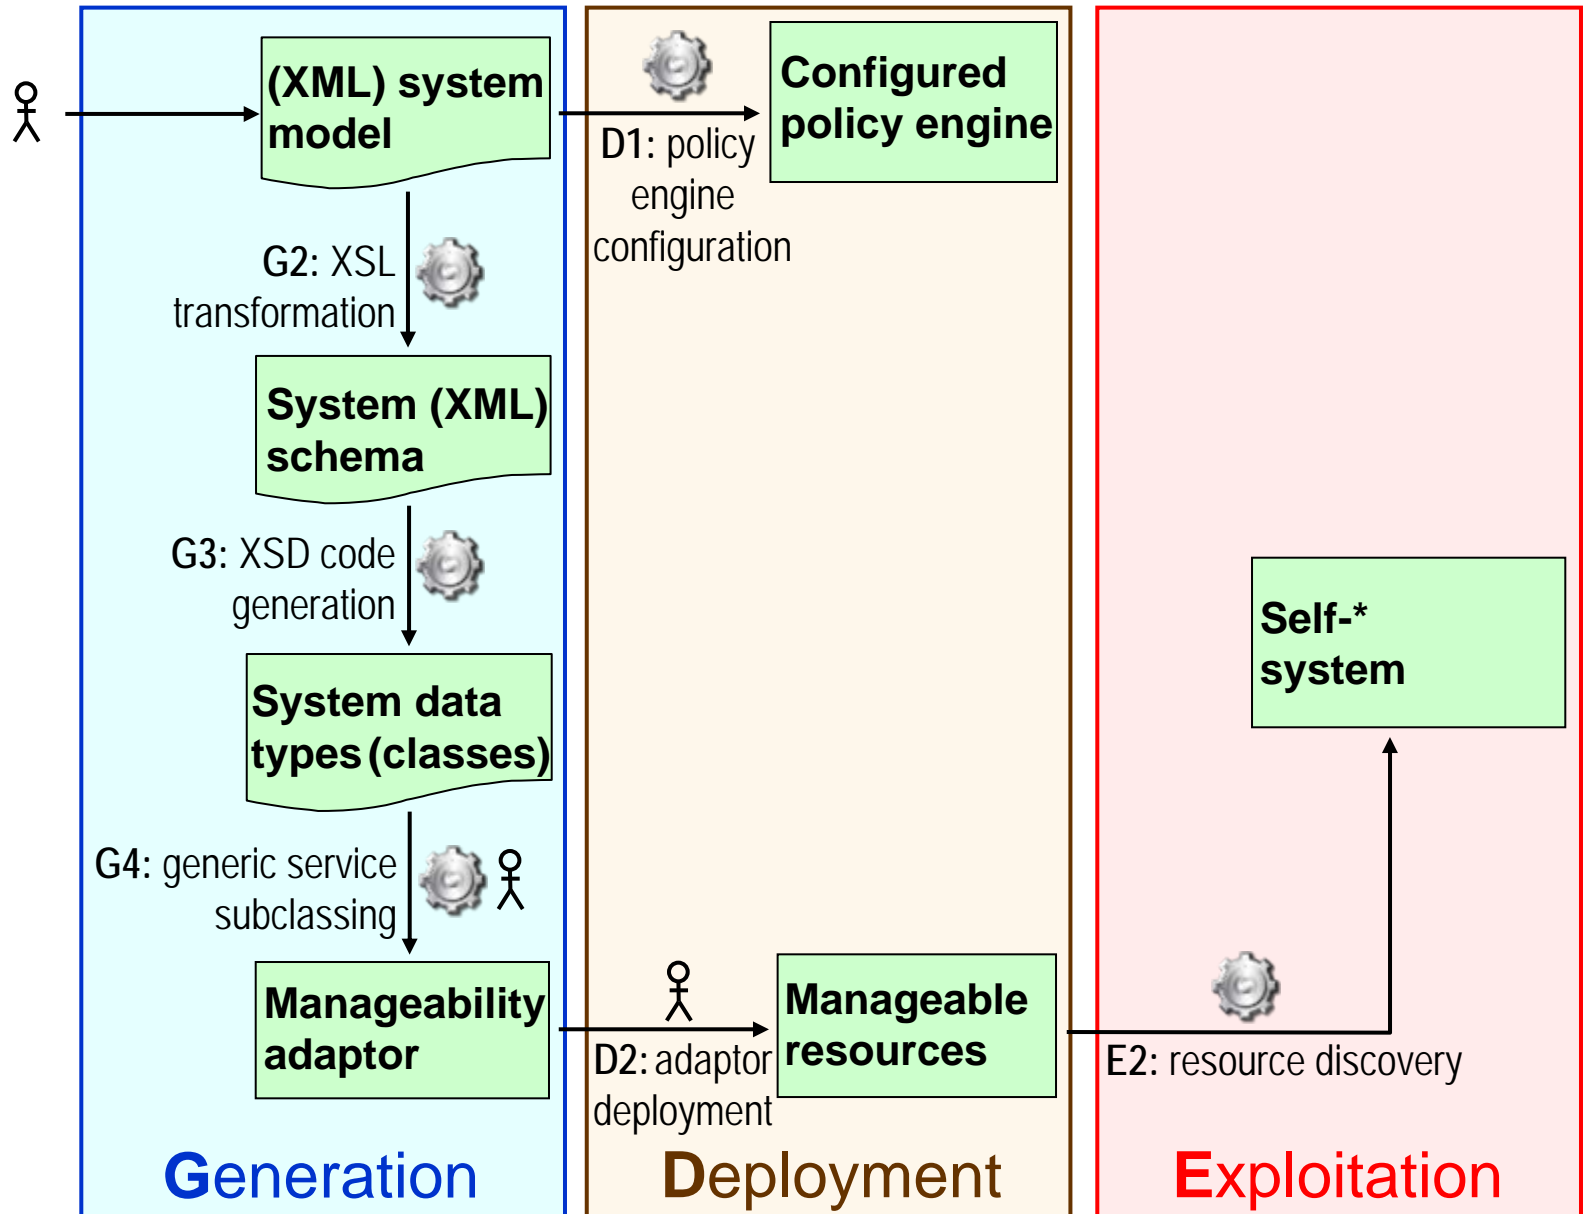 (XML) system
model
G2: XSL
transformation
System (XML)
schema
G3: XSD code
generation
System data
types (classes)
G4: generic service
subclassing
Manageability
adaptor
Generation
Configured
policy engine
D1: policy
engine
configuration
Manageable
resources
D2: adaptor
deployment
Deployment
Self-*
system
E2: resource discovery
Exploitation